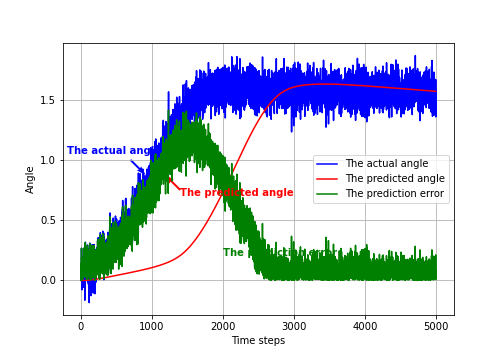 1.5
1.0
0.5
0.0
Angle
The actual
The predicted angle
The
The actual angle
The predicted angle
The prediction error
0
1000
2000
3000
4000
5000
Time steps